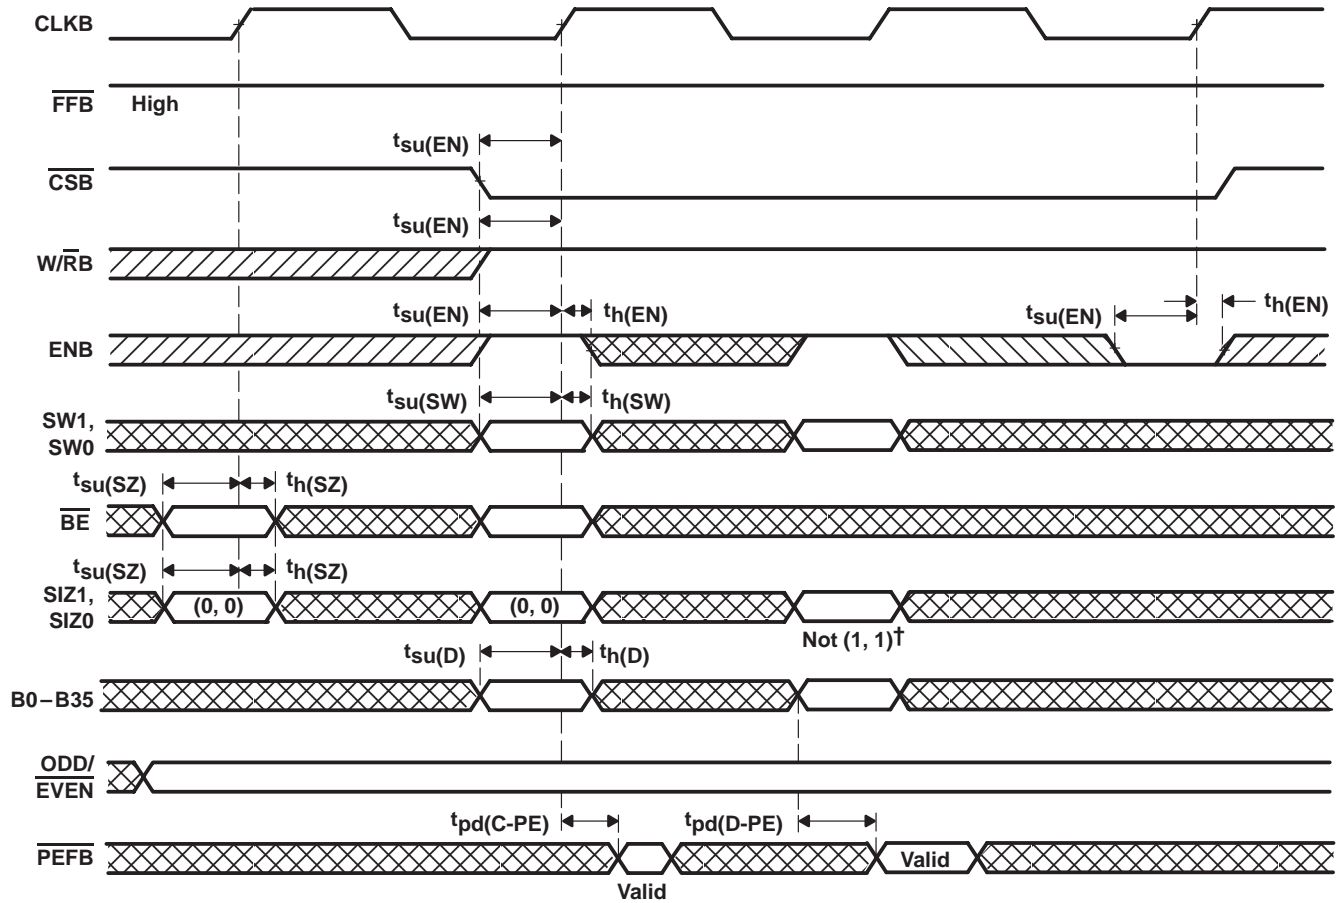 CLKB
FFB High
tsu(EN)
CSB
tsu(EN)
W/RB
tsu(EN) th(EN) tsu(EN) th(EN)
ENB
tsu(SW) th(SW)
SW1,
SW0
tsu(SZ) th(SZ)
BE
tsu(SZ) th(SZ)
SIZ1,
SIZ0
(0, 0) (0, 0)
Not (1, 1)†
tsu(D) th(D)
B0–B35
ODD/
EVEN
tpd(C-PE) tpd(D-PE)
PEFB
Valid
Valid